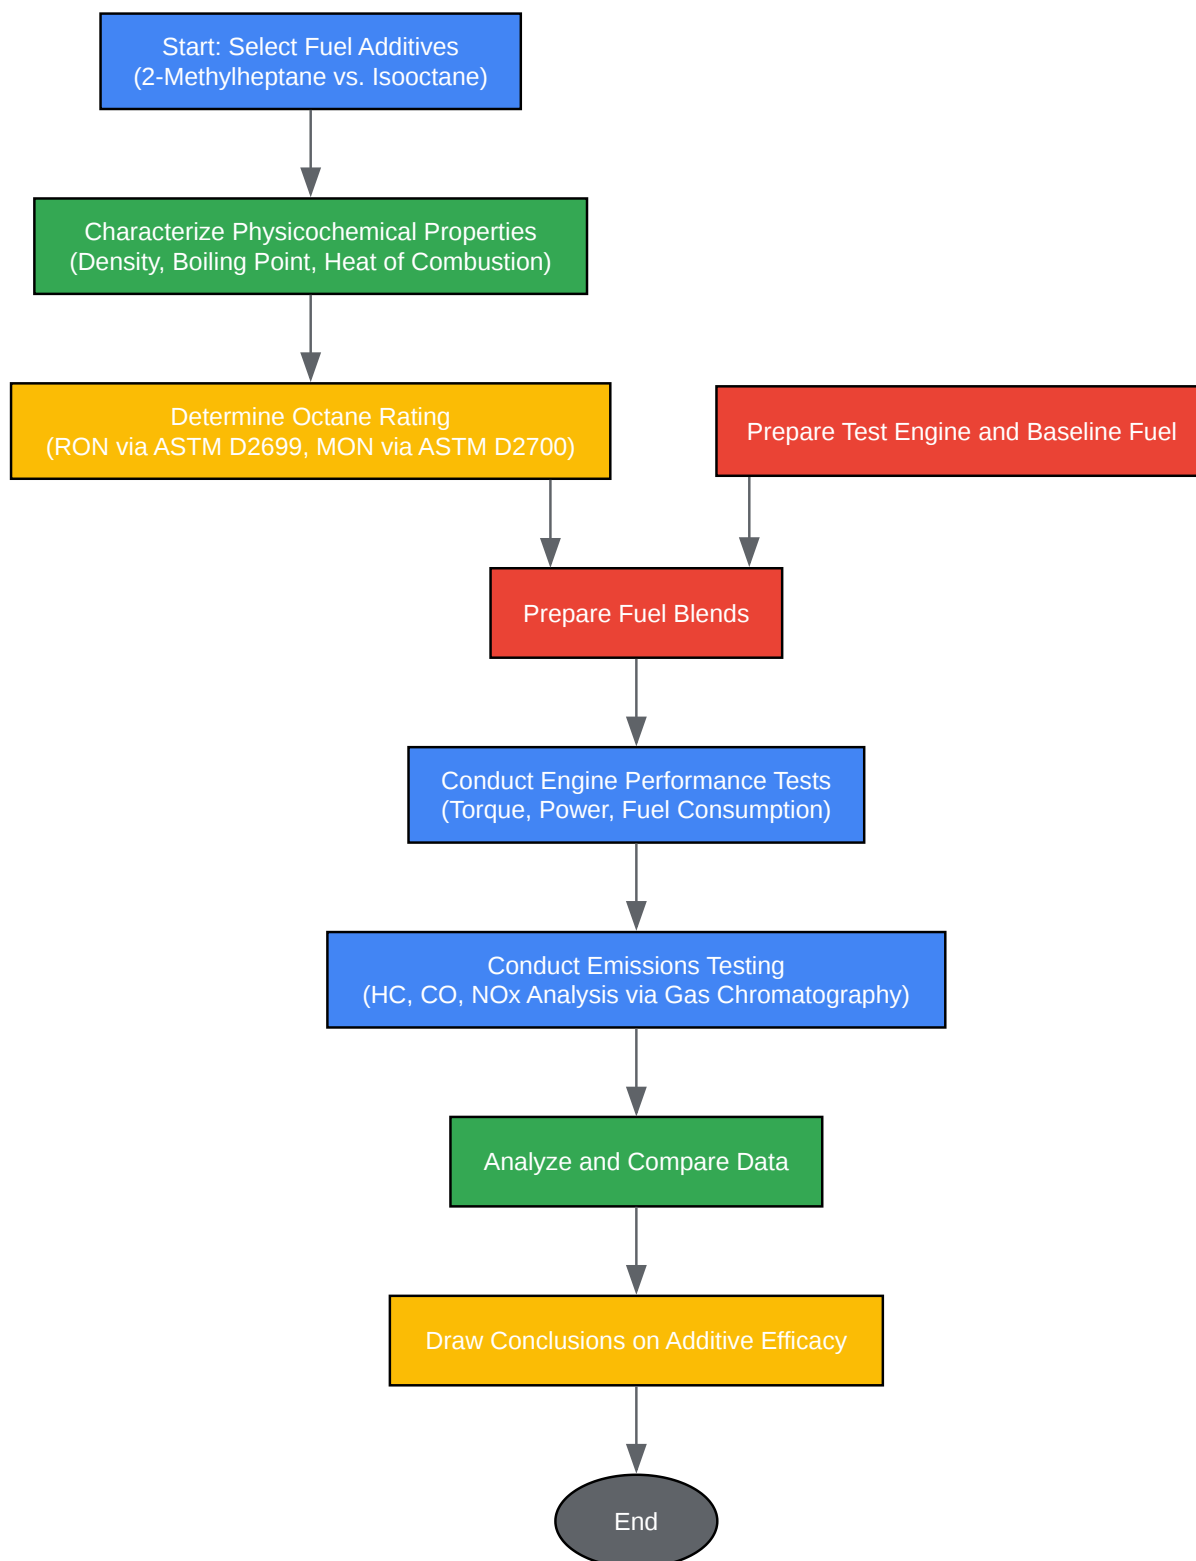 Start: Select Fuel Additives
(2-Methylheptane vs. Isooctane)
Characterize Physicochemical Properties
(Density, Boiling Point, Heat of Combustion)
Determine Octane Rating
(RON via ASTM D2699, MON via ASTM D2700)
Prepare Test Engine and Baseline Fuel
Prepare Fuel Blends
Conduct Engine Performance Tests
(Torque, Power, Fuel Consumption)
Conduct Emissions Testing
(HC, CO, NOx Analysis via Gas Chromatography)
Analyze and Compare Data
Draw Conclusions on Additive Efficacy
End